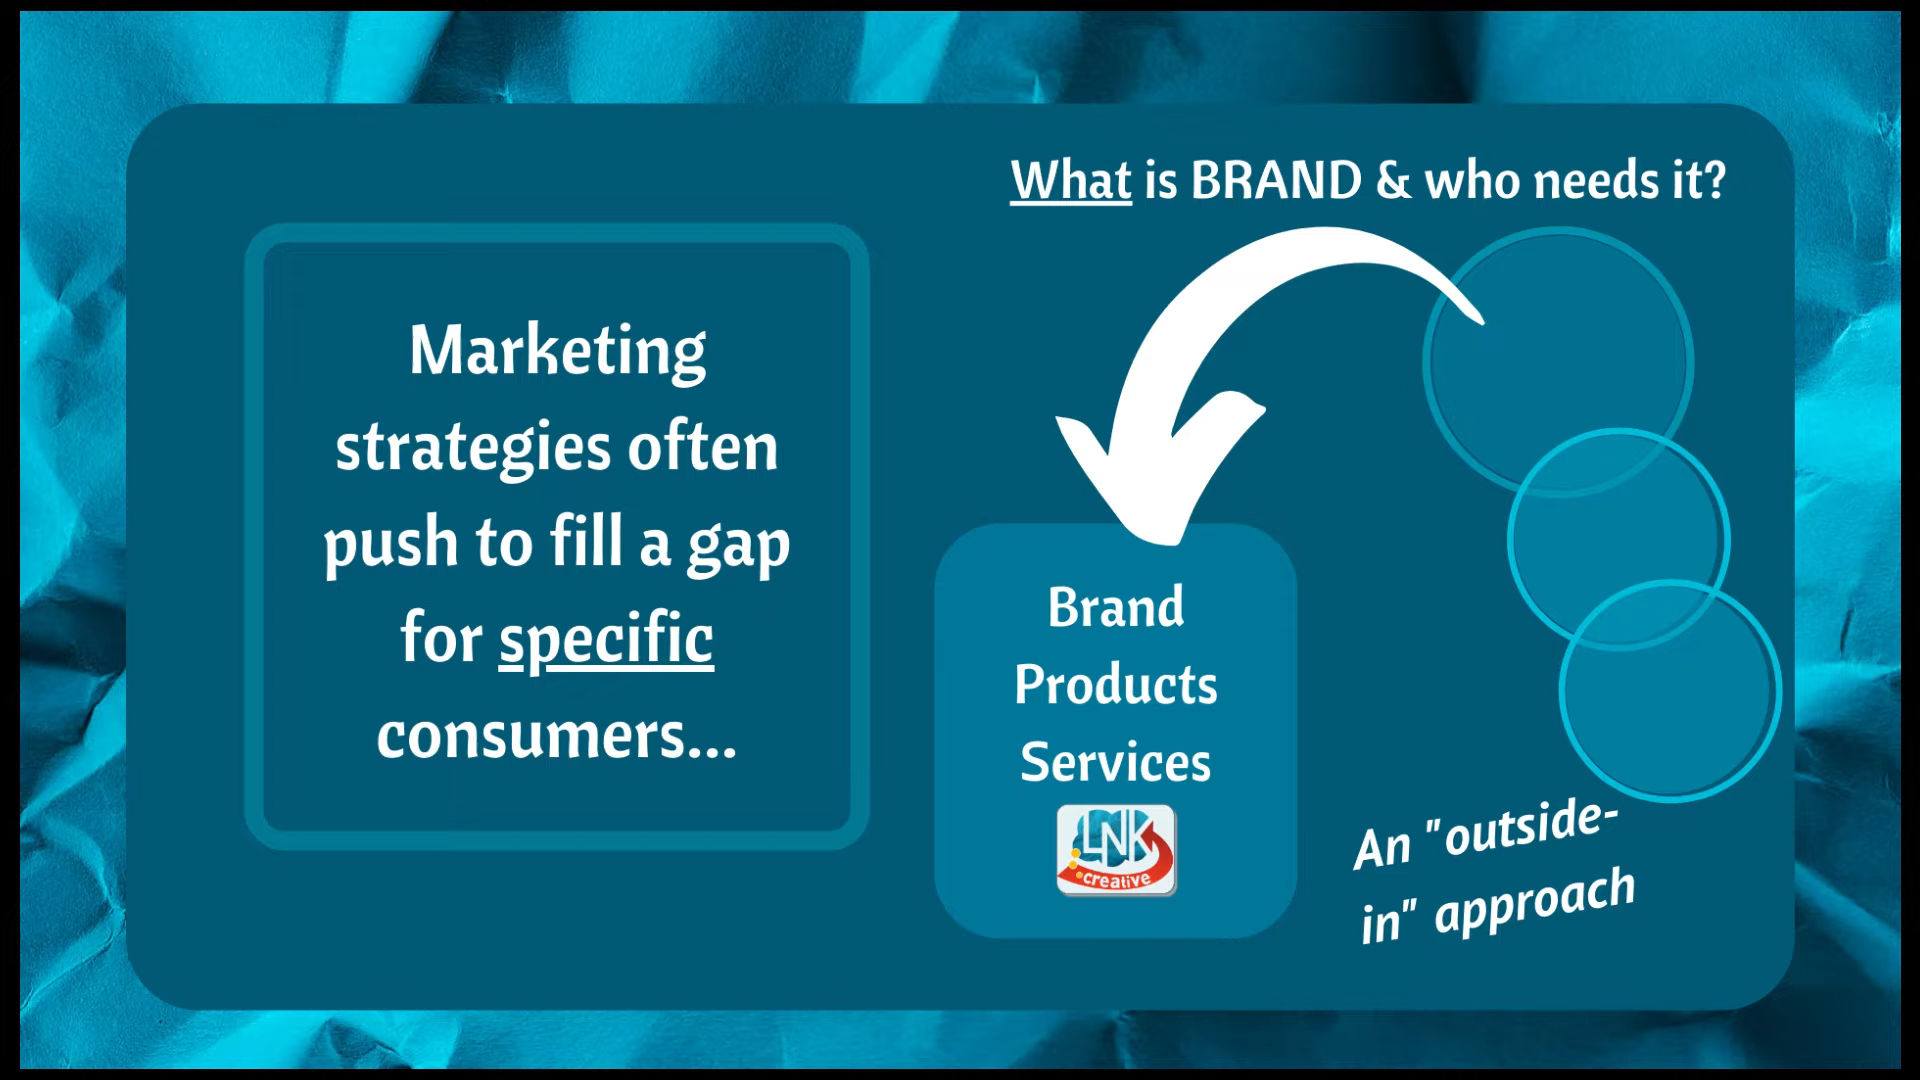 What is BRAND & who needs it?
Marketing
strategies often
push to fill a gap
for specific
consumers...
Brand
Products
Services
LNK
creative
An "outside-
in" approach